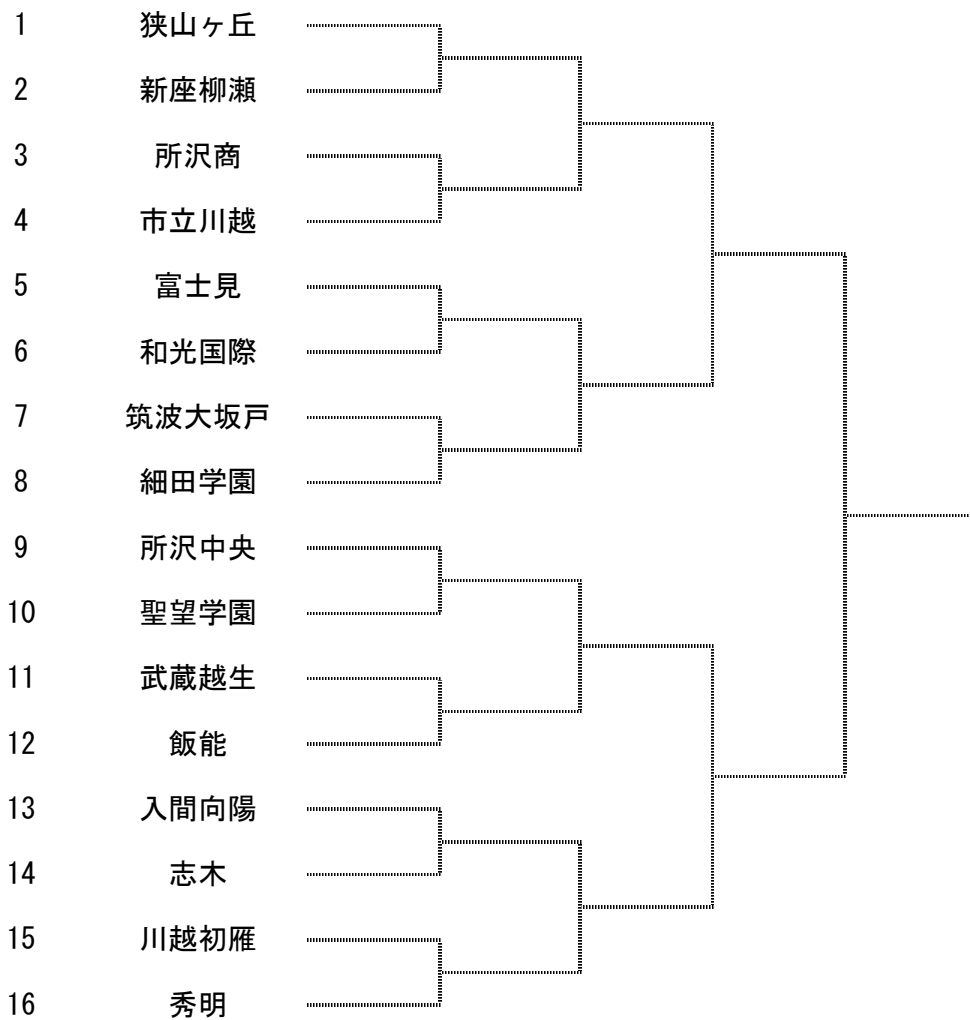 1 狭山ヶ丘
2 新座柳瀬
3 所沢商
4 市立川越
5 富士見
6 和光国際
7 筑波大坂戸
8 細田学園
9 所沢中央
10 聖望学園
11 武蔵越生
12 飯能
13 入間向陽
14 志木
15 川越初雁
16 秀明